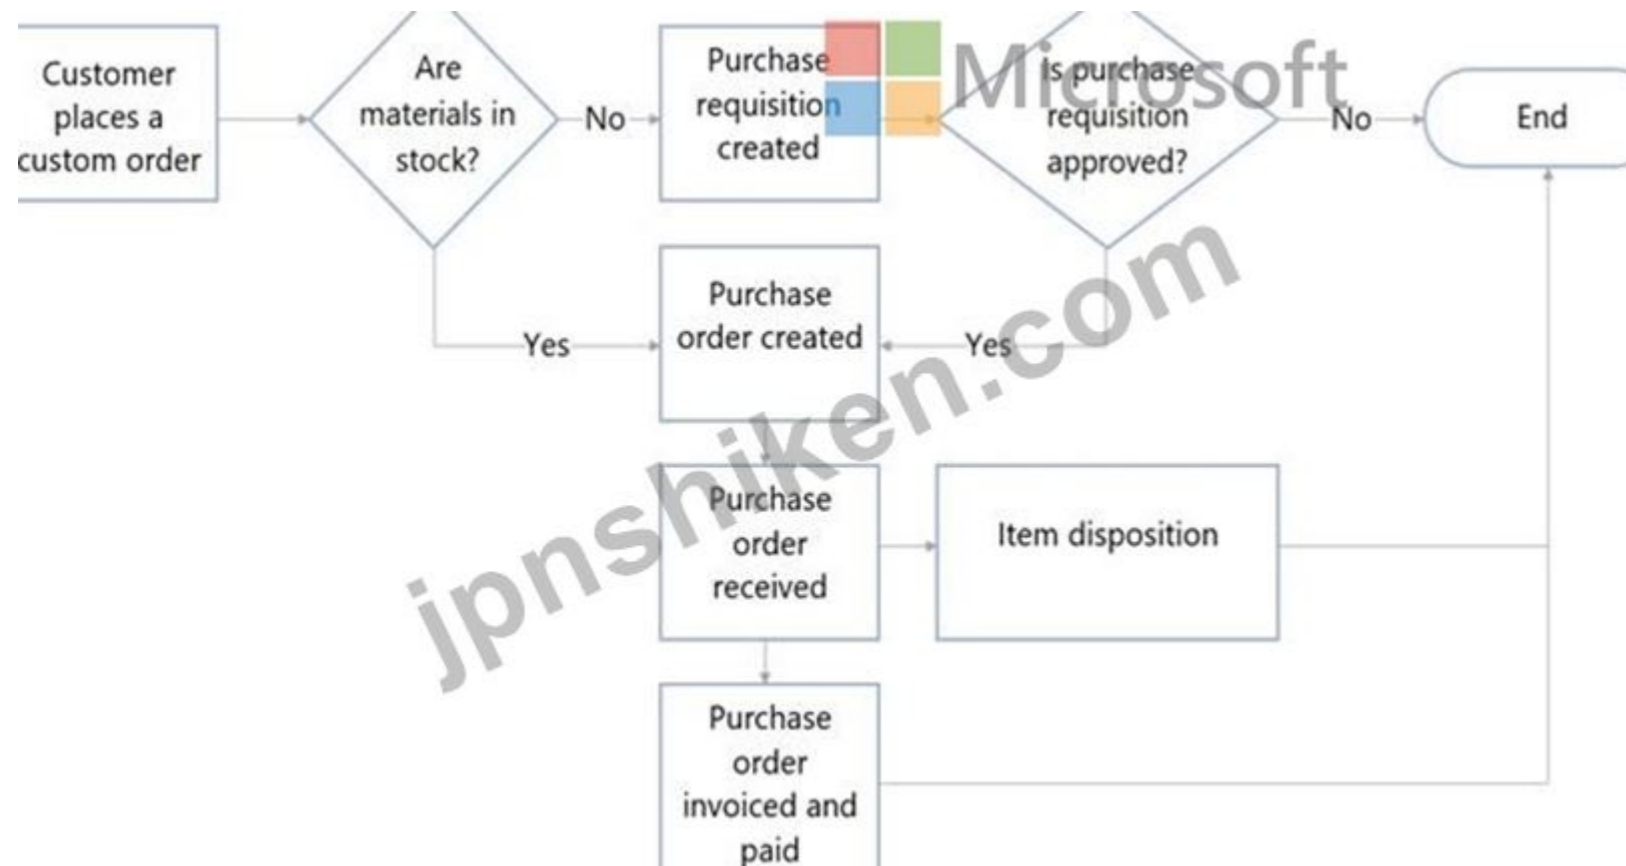 Customer
places a
custom order
Are
materials in
stock?
No
Purchase
requisition
created
Microsoft
Is purchase
requisition
approved?
No
End
Yes
Purchase
order created
Yes
jpnshiken.com
Purchase
order
received
Item disposition
Purchase
order
invoiced and
paid